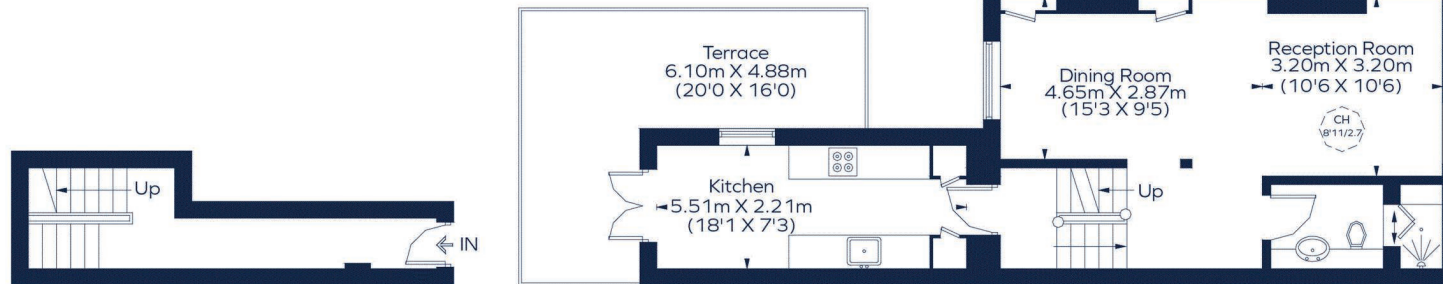 Up
IN
Terrace
6.10m X 4.88m
(20'0 X 16'0)
Kitchen
5.51m X 2.21m
(18'1 X 7'3)
Dining Room
4.65m X 2.87m
(15'3 X 9'5)
Up
Reception Room
3.20m X 3.20m
(10'6 X 10'6)
CH
8'11/2.7